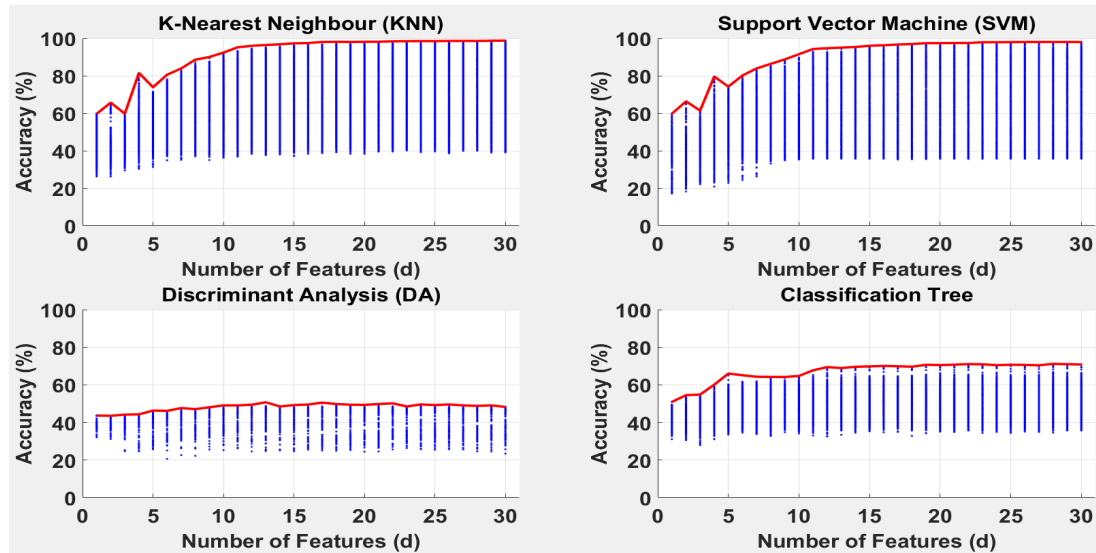 K-Nearest Neighbour (KNN)
100
80
60
40
20
0
Accuracy (%)
0 5 10 15 20 25 30
Number of Features (d)
Support Vector Machine (SVM)
100
80
60
40
20
0
Accuracy (%)
0 5 10 15 20 25 30
Number of Features (d)
Discriminant Analysis (DA)
100
80
60
40
20
0
Accuracy (%)
0 5 10 15 20 25 30
Number of Features (d)
Classification Tree
100
80
60
40
20
0
Accuracy (%)
0 5 10 15 20 25 30
Number of Features (d)